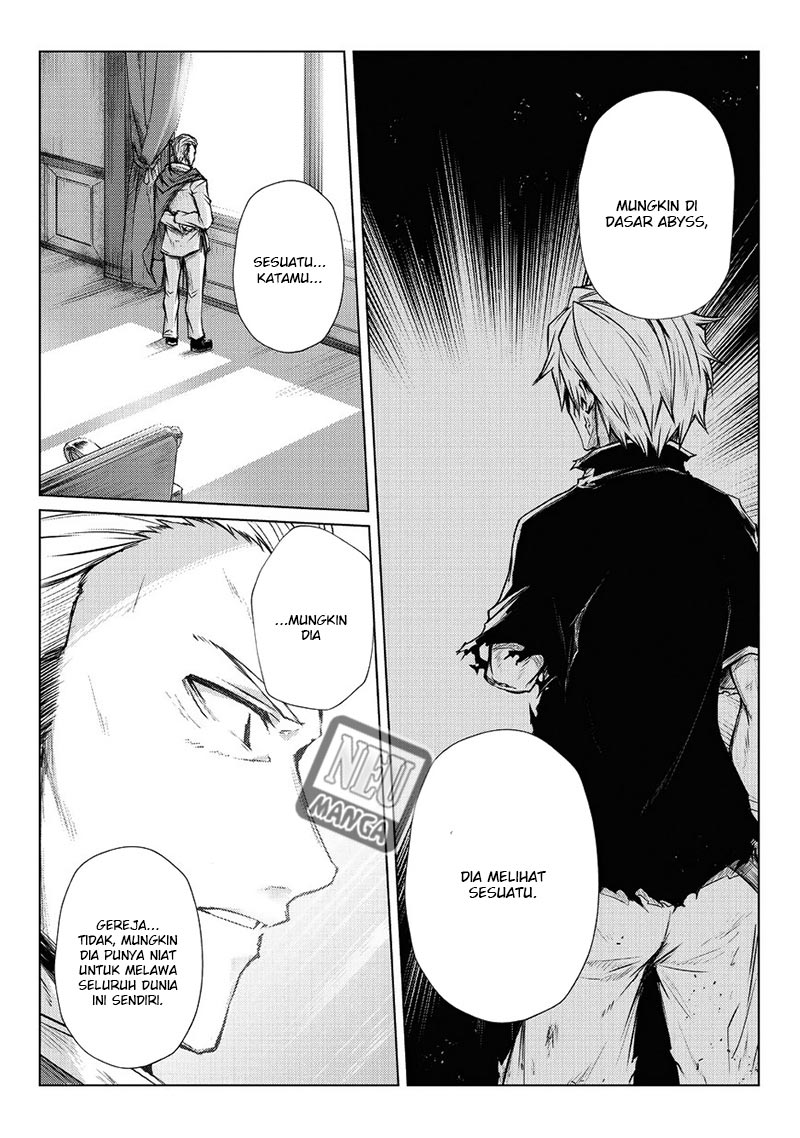 MUNGKIN DI
DASAR ABYSS,
DIA MELIHAT
SESUATU.
SESUATU...
KATAMU...
...MUNGKIN
DIA
GEREJA...
TIDAK, MUNGKIN
DIA PUNYA NIAT
UNTUK MELAWA
SELURUH DUNIA
INI SENDIRI.
NEU
MANGA